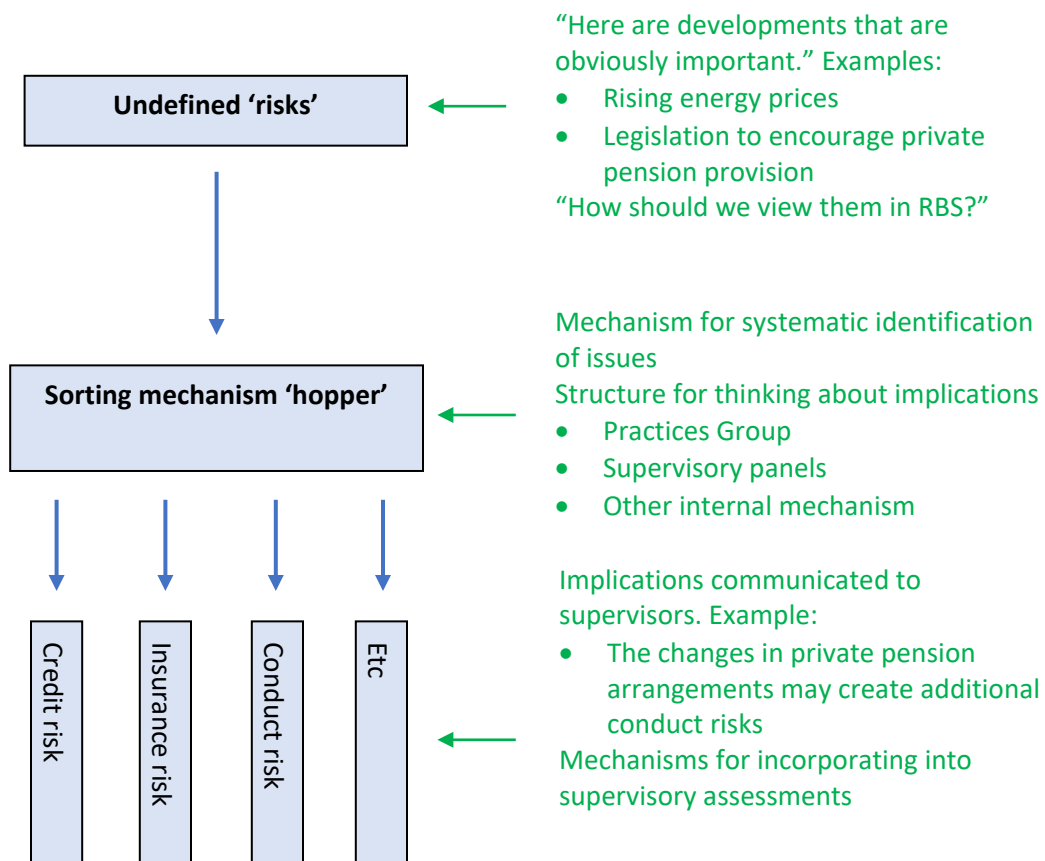 “Here are developments that are
obviously important.” Examples:
Undefined ‘risks’
• Rising energy prices
• Legislation to encourage private
pension provision
“How should we view them in RBS?”
Mechanism for systematic identification
of issues
Sorting mechanism ‘hopper’
Structure for thinking about implications
• Practices Group
• Supervisory panels
• Other internal mechanism
Implications communicated to
supervisors. Example:
• The changes in private pension
arrangements may create additional
conduct risks
Mechanisms for incorporating into
supervisory assessments
Credit risk
Insurance risk
Conduct risk
Etc